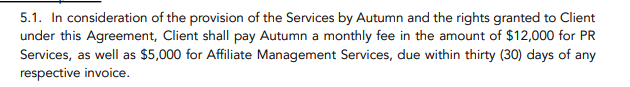 5.1. In consideration of the provision of the Services by Autumn and the rights granted to Client
under this Agreement, Client shall pay Autumn a monthly fee in the amount of $12,000 for PR
Services, as well as $5,000 for Affiliate Management Services, due within thirty (30) days of any
respective invoice.